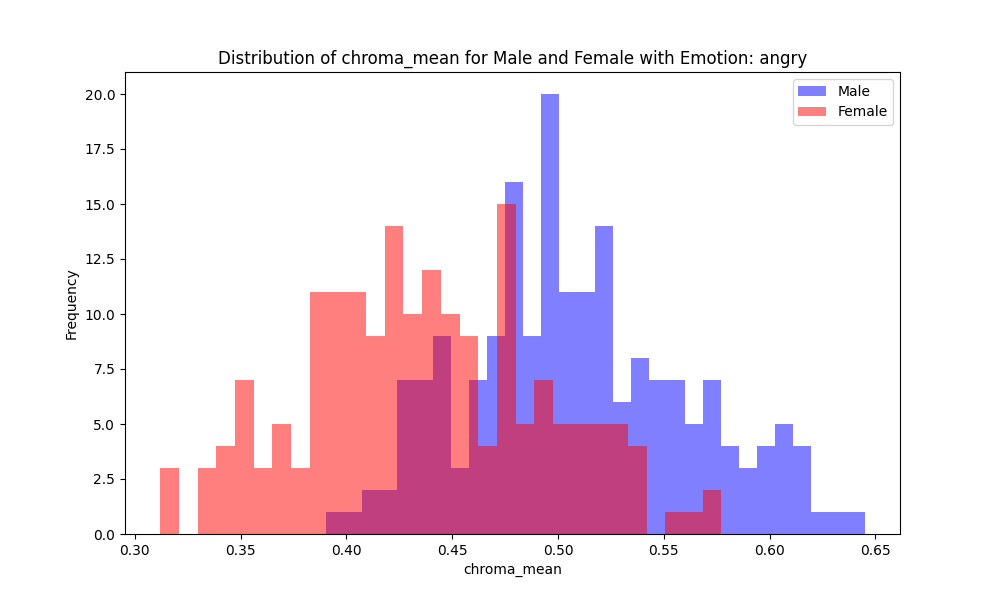 Distribution of chroma_mean for Male and Female with Emotion: angry
Male
Female
20.0
17.5
15.0
12.5
10.0
7.5
5.0
2.5
0.0
Frequency
0.30 0.35 0.40 0.45 0.50 0.55 0.60 0.65
chroma_mean